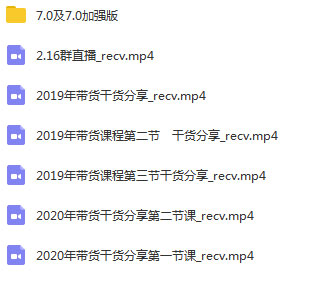 7.0及7.0加强版
2.16群直播_recv.mp4
2019年带货干货分享_recv.mp4
2019年带货课程第二节　干货分享_recv.mp4
2019年带货课程第三节干货分享_recv.mp4
2020年带货干货分享第二节课_recv.mp4
2020年带货干货分享第一节课_recv.mp4